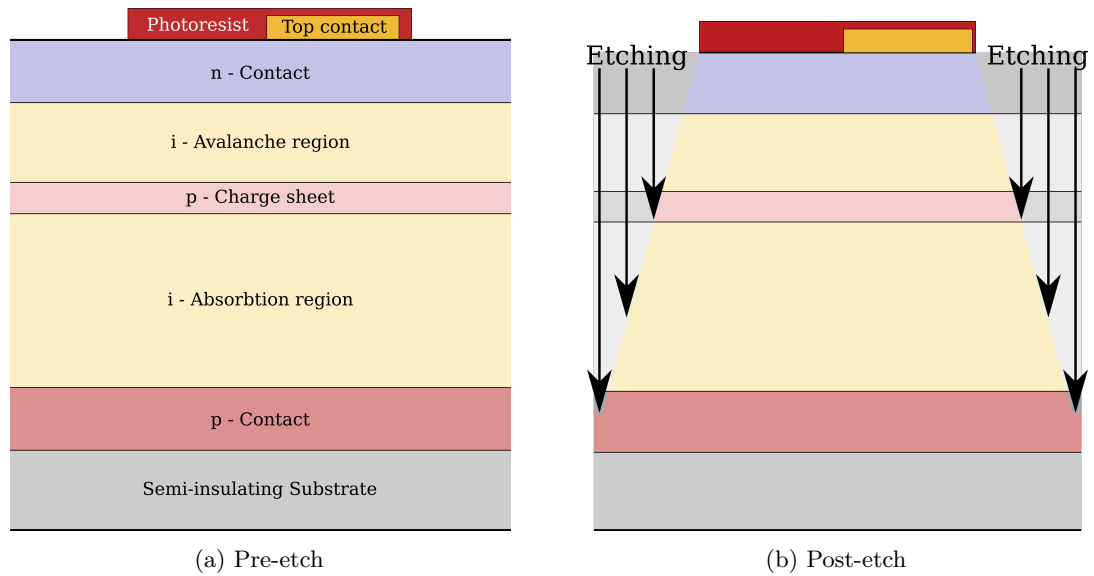 Photoresist
Top contact
n - Contact
i - Avalanche region
p - Charge sheet
i - Absorbtion region
p - Contact
Semi-insulating Substrate
(a) Pre-etch
Etching
Etching
(b) Post-etch